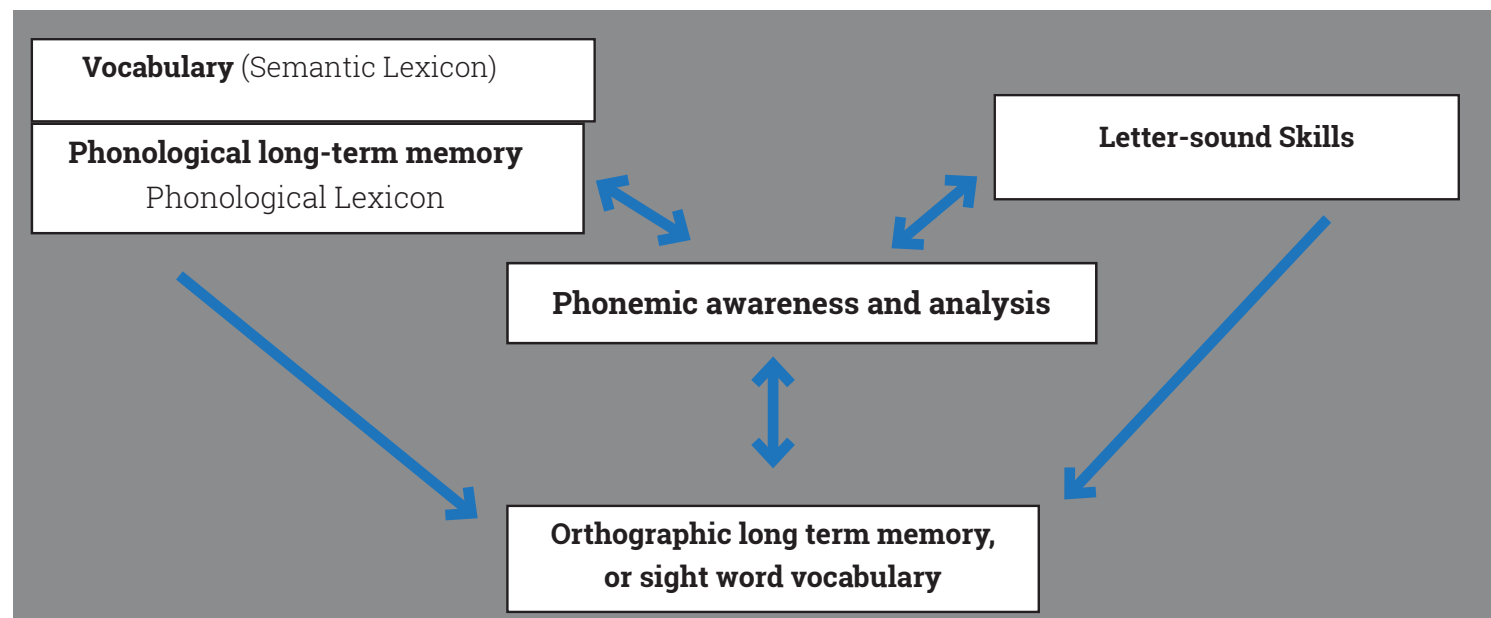 Vocabulary (Semantic Lexicon)
Phonological long-term memory
Phonological Lexicon
Letter-sound Skills
Phonemic awareness and analysis
Orthographic long term memory,
or sight word vocabulary